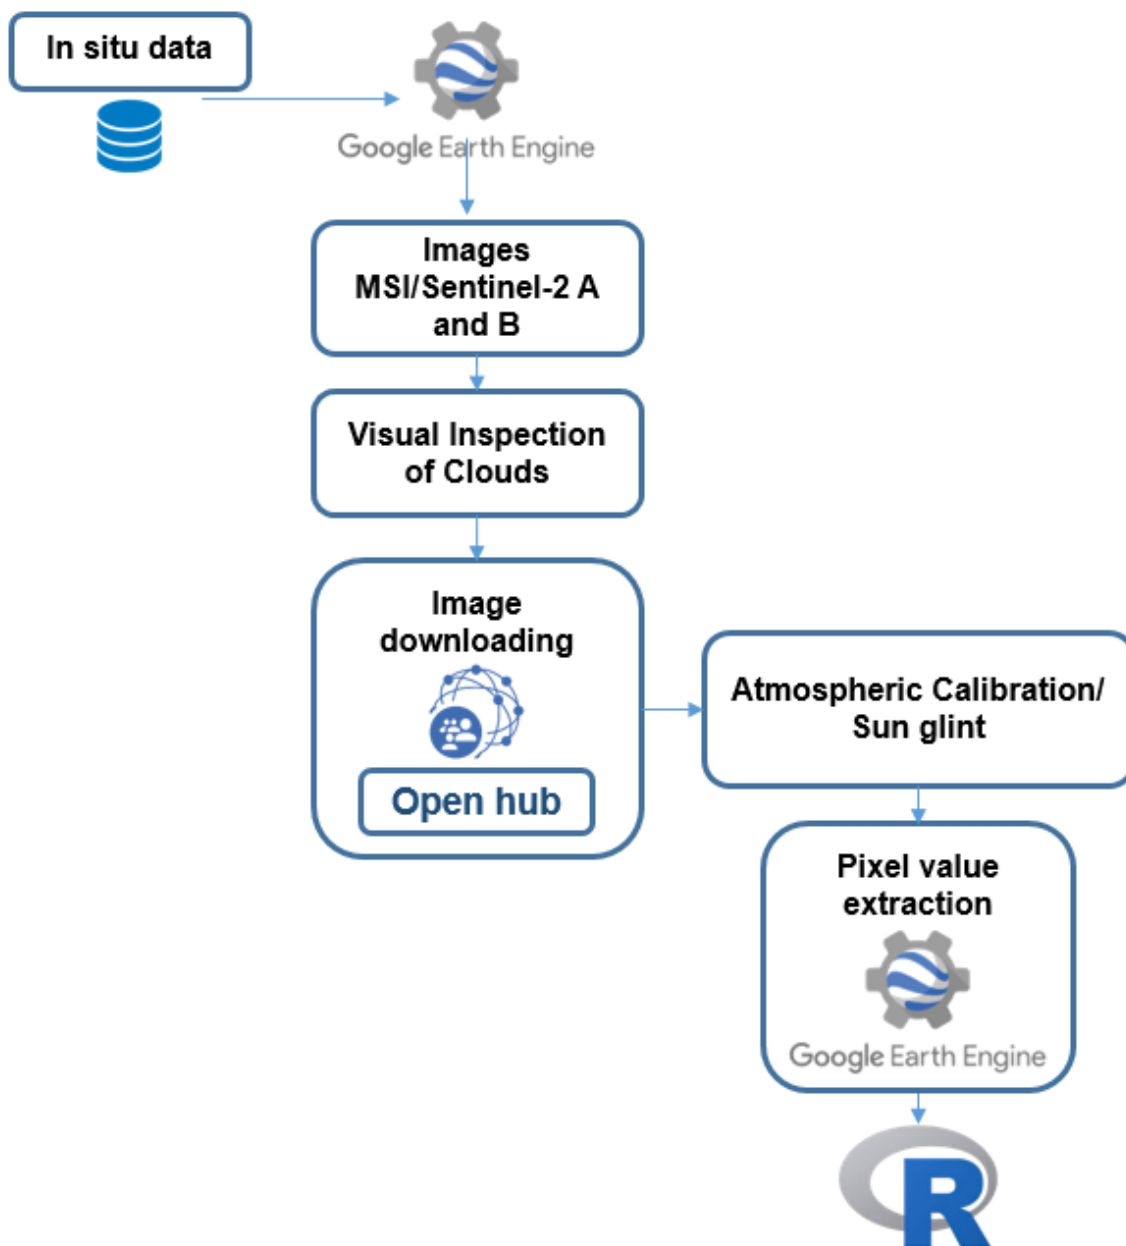 In situ data
Google Earth Engine
Images
MSI/Sentinel-2 A
and B
Visual Inspection
of Clouds
Image
downloading
Open hub
Atmospheric Calibration/
Sun glint
Pixel value
extraction
Google Earth Engine
R